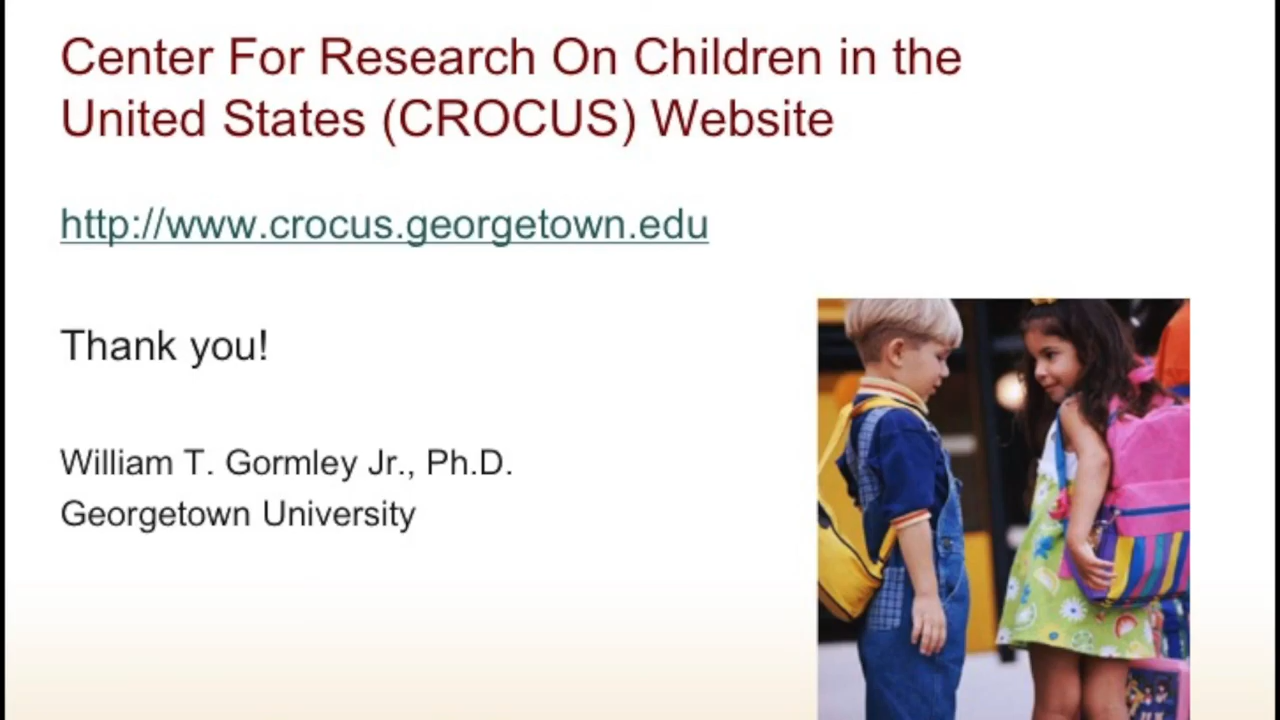 Center For Research On Children in the
United States (CROCUS) Website
http://www.crocus.georgetown.edu
Thank you!
William T. Gormley Jr., Ph.D.
Georgetown University